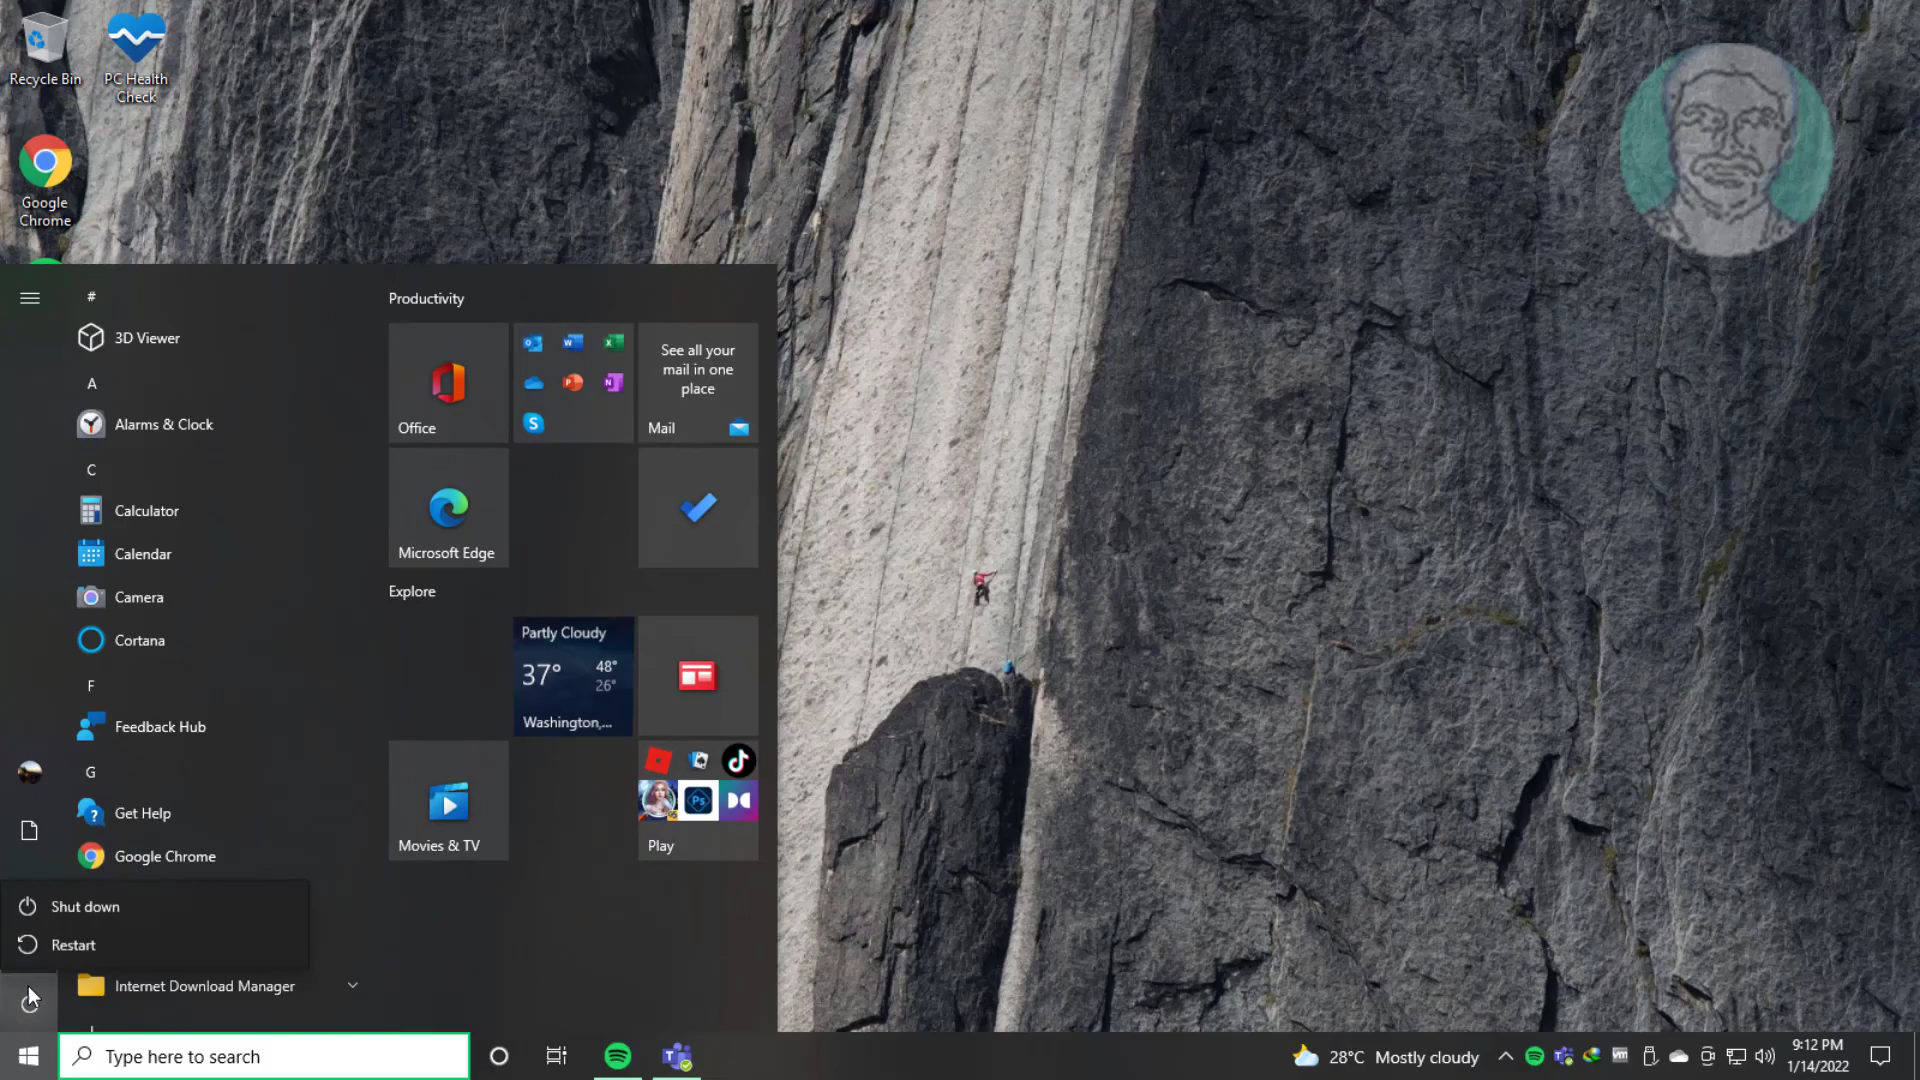 Recycle Bin
PC Health
Check
Google
Chrome
#
3D Viewer
A
Alarms & Clock
C
Calculator
Calendar
Camera
Cortana
F
Feedback Hub
G
Get Help
Google Chrome
Shut down
Restart
Internet Download Manager
Productivity
Office
See all your
mail in one
place
Mail
Microsoft Edge
Explore
Partly Cloudy
37°
48°
26°
Washington,...
Movies & TV
Ps
Play
Type here to search
28°C Mostly cloudy
9:12 PM
1/14/2022